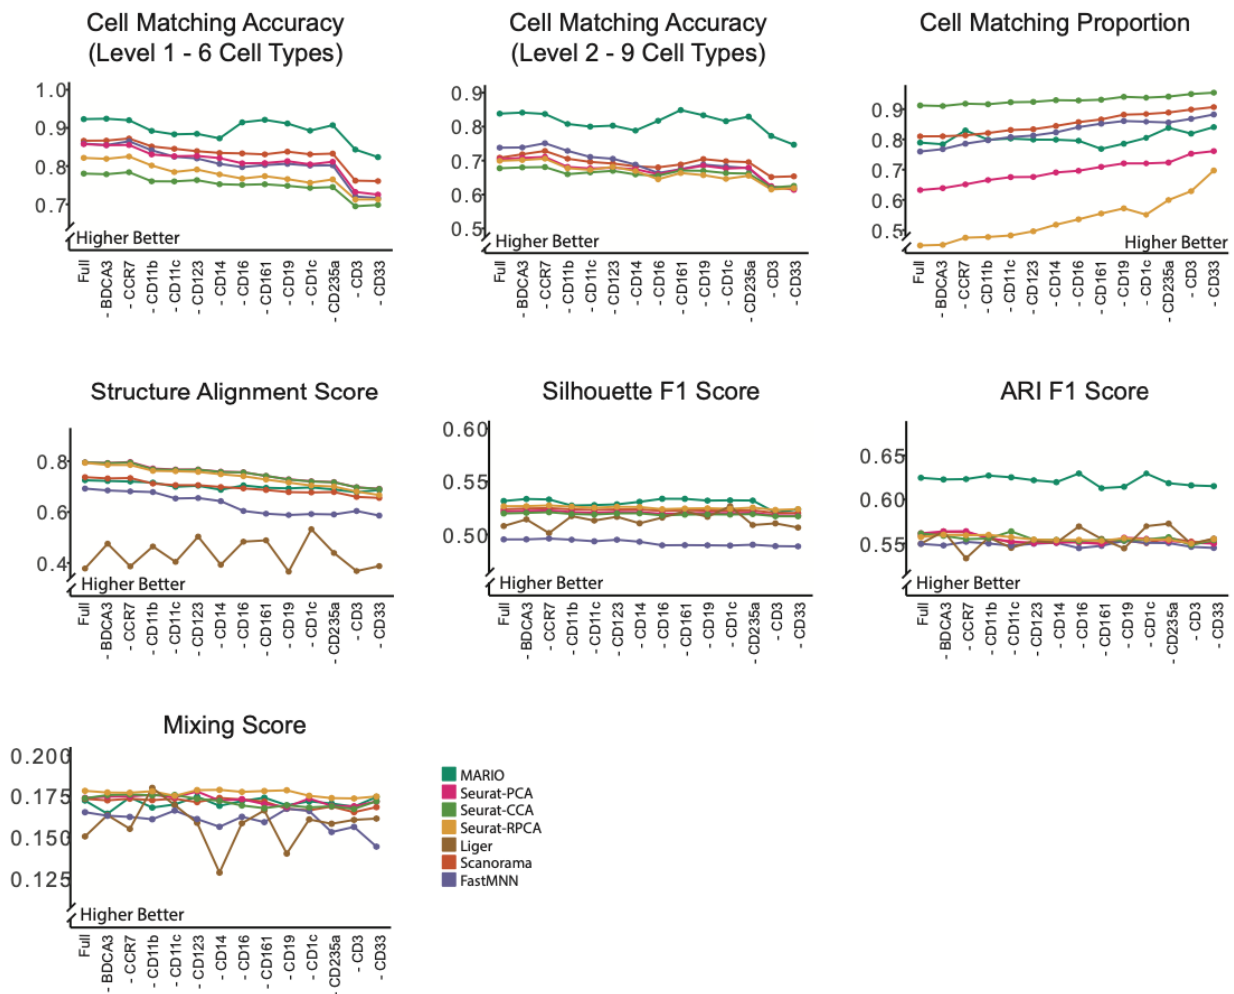 Cell Matching Accuracy
(Level 1 - 6 Cell Types)
1.0
0.9
0.8
0.7
Higher Better
Full
- BDCA3
- CCR7
- CD11b
- CD11c
- CD123
- CD14
- CD16
- CD161
- CD19
- CD1c
- CD235a
- CD3
- CD33
Cell Matching Accuracy
(Level 2 - 9 Cell Types)
0.9
0.8
0.7
0.6
0.5
Higher Better
Full
- BDCA3
- CCR7
- CD11b
- CD11c
- CD123
- CD14
- CD16
- CD161
- CD19
- CD1c
- CD235a
- CD3
- CD33
Cell Matching Proportion
0.9
0.8
0.7
0.6
0.5
Higher Better
Full
- BDCA3
- CCR7
- CD11b
- CD11c
- CD123
- CD14
- CD16
- CD161
- CD19
- CD1c
- CD235a
- CD3
- CD33
Structure Alignment Score
0.8
0.6
0.4
Higher Better
Full
- BDCA3
- CCR7
- CD11b
- CD11c
- CD123
- CD14
- CD16
- CD161
- CD19
- CD1c
- CD235a
- CD3
- CD33
Silhouette F1 Score
0.60
0.55
0.50
Higher Better
Full
- BDCA3
- CCR7
- CD11b
- CD11c
- CD123
- CD14
- CD16
- CD161
- CD19
- CD1c
- CD235a
- CD3
- CD33
ARI F1 Score
0.65
0.60
0.55
Higher Better
Full
- BDCA3
- CCR7
- CD11b
- CD11c
- CD123
- CD14
- CD16
- CD161
- CD19
- CD1c
- CD235a
- CD3
- CD33
Mixing Score
0.200
0.175
0.150
0.125
Higher Better
Full
- BDCA3
- CCR7
- CD11b
- CD11c
- CD123
- CD14
- CD16
- CD161
- CD19
- CD1c
- CD235a
- CD3
- CD33
MARIO
Seurat-PCA
Seurat-CCA
Seurat-RPCA
Liger
Scanorama
FastMNN